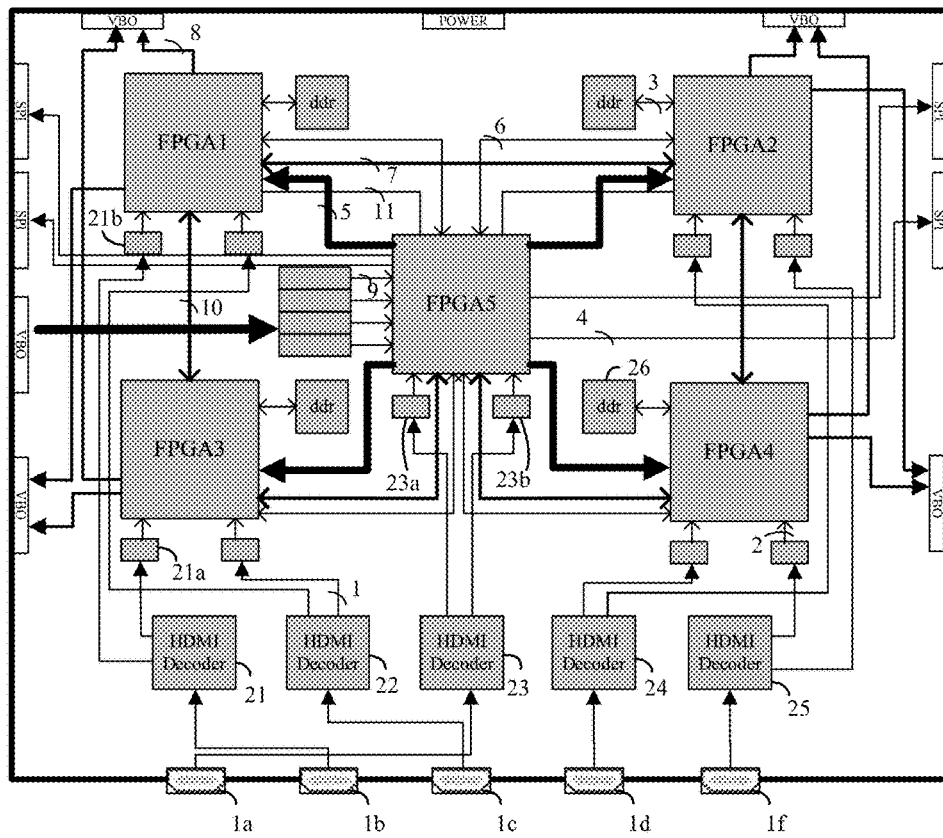 VBO
POWER
VBO
8
3
SPI
ddr
ddr
SPI
FPGA1
6
FPGA2
7
5
11
21b
SPI
SPI
9
FPGA5
10
4
VBO
26
ddr
ddr
FPGA3
FPGA4
23a
23b
VBO
VBO
2
21a
1
HDMI
Decoder
HDMI
Decoder
HDMI
Decoder
HDMI
Decoder
HDMI
Decoder
21
22
23
24
25
1a
1b
1c
1d
1f